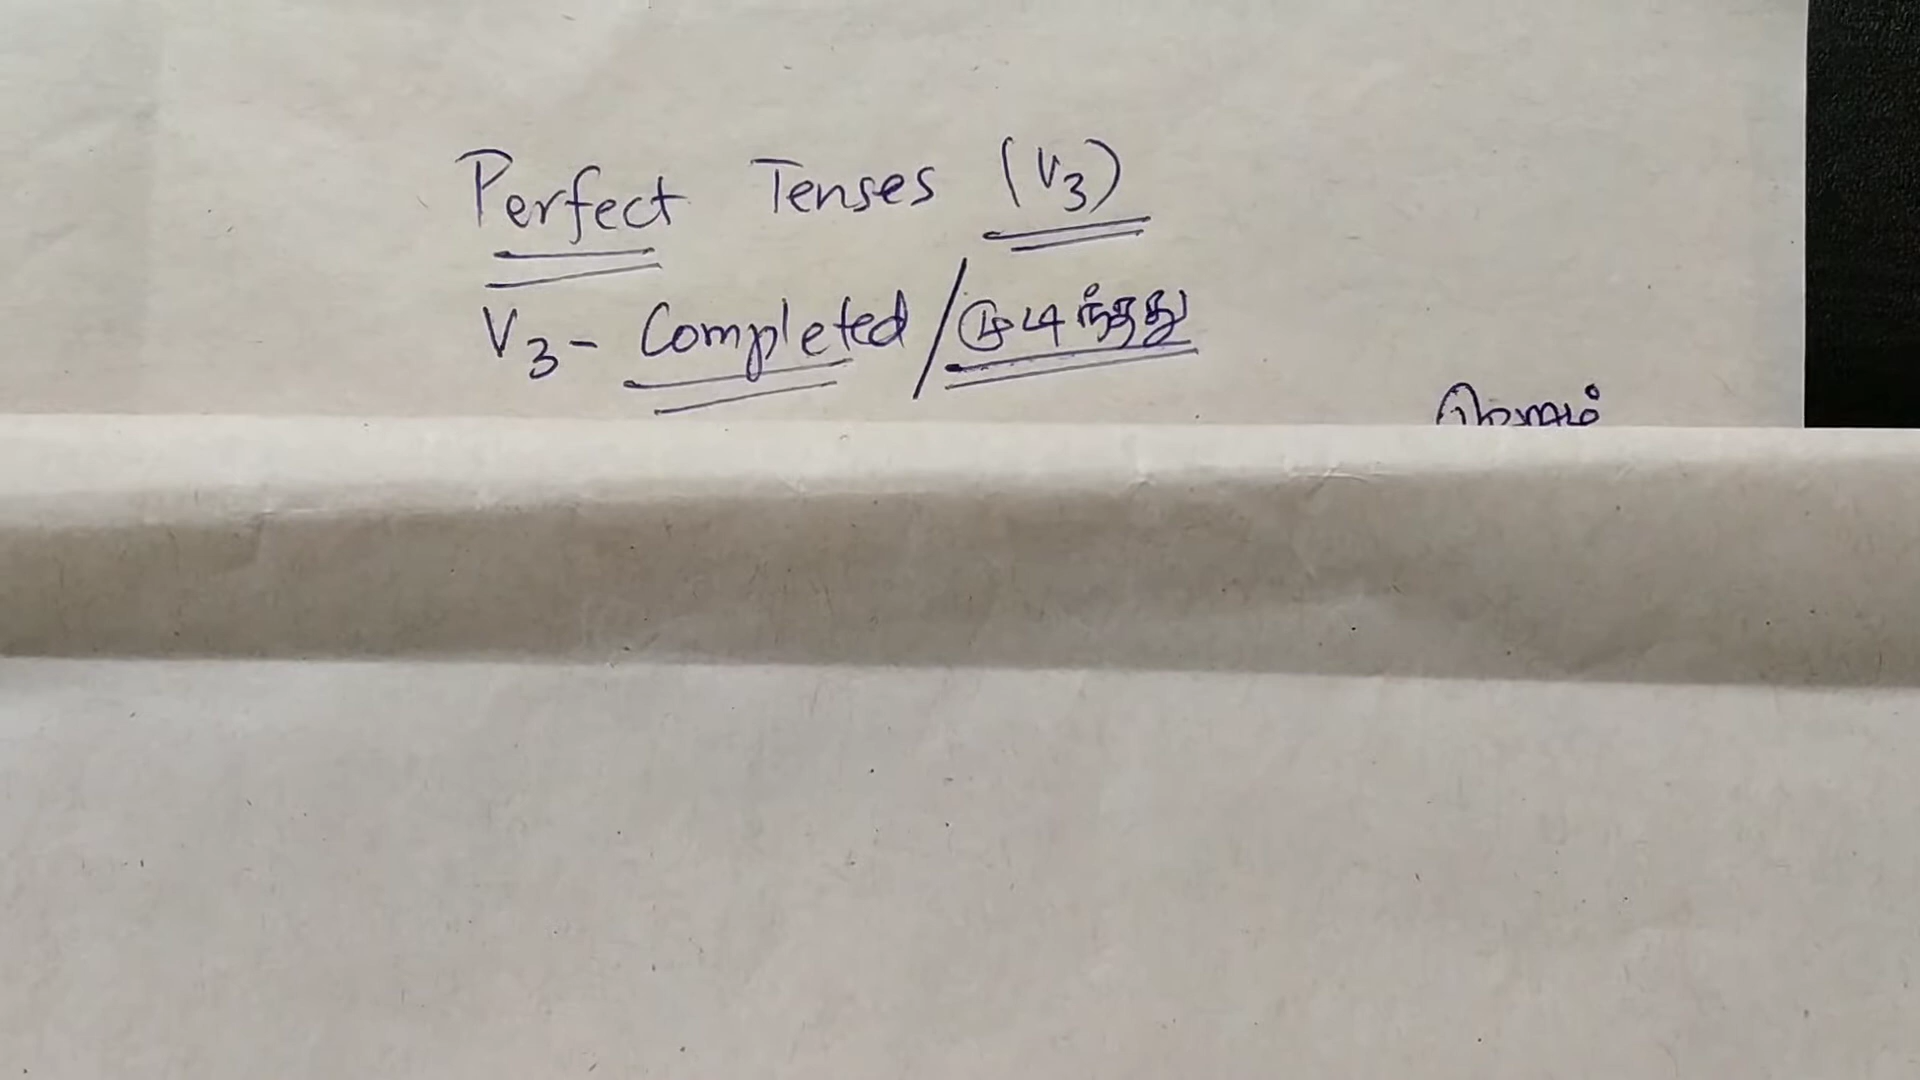 Perfect Tenses (V3)
V3 - Completed / முடிந்தது